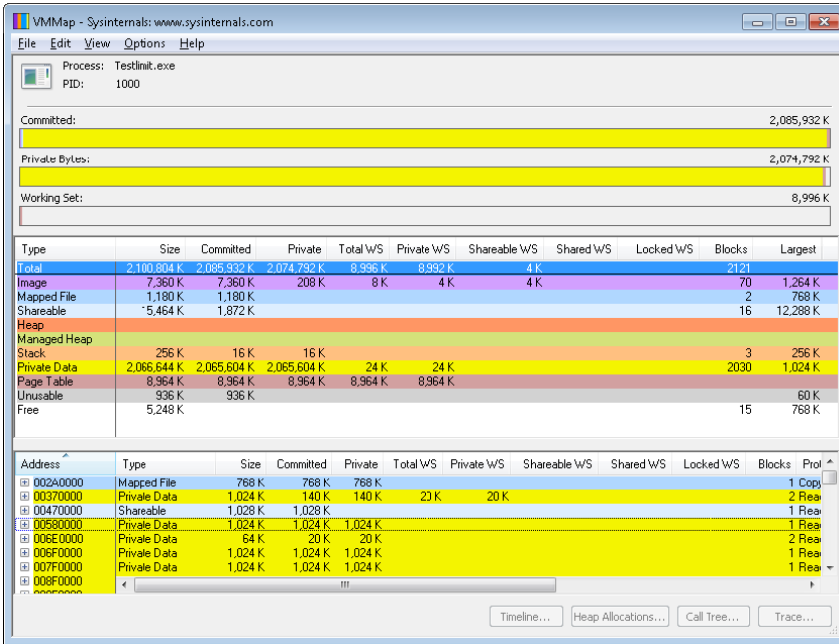 VMMap - Sysinternals: www.sysinternals.com
File Edit View Options Help
Process: Testlimit.exe
PID: 1000
Committed: 2,085,932 K
Private Bytes: 2,074,792 K
Working Set: 8,996 K
Type Size Committed Private Total WS Private WS Shareable WS Shared WS Locked WS Blocks Largest
Total 2,100,804 K 2,085,932 K 2,074,792 K 8,996 K 8,992 K 4 K 2121
Image 7,360 K 7,360 K 208 K 8 K 4 K 4 K 70 1,264 K
Mapped File 1,180 K 1,180 K 2 768 K
Shareable 5,464 K 1,872 K 16 12,288 K
Heap
Managed Heap
Stack 256 K 16 K 16 K 3 256 K
Private Data 2,066,644 K 2,065,604 K 2,065,604 K 24 K 24 K 2030 1,024 K
Page Table 8,964 K 8,964 K 8,964 K 8,964 K 8,964 K
Unusable 936 K 936 K 60 K
Free 5,248 K 15 768 K
Address Type Size Committed Private Total WS Private WS Shareable WS Shared WS Locked WS Blocks Prot
002A0000 Mapped File 768 K 768 K 768 K 1 Copy
00370000 Private Data 1,024 K 140 K 140 K 20 K 20 K 2 Read
00470000 Shareable 1,028 K 1,028 K 1 Read
00580000 Private Data 1,024 K 1,024 K 1,024 K 1 Read
006E0000 Private Data 64 K 20 K 20 K 2 Read
006F0000 Private Data 1,024 K 1,024 K 1,024 K 1 Read
007F0000 Private Data 1,024 K 1,024 K 1,024 K 1 Read
008F0000
Timeline... Heap Allocations... Call Tree... Trace...